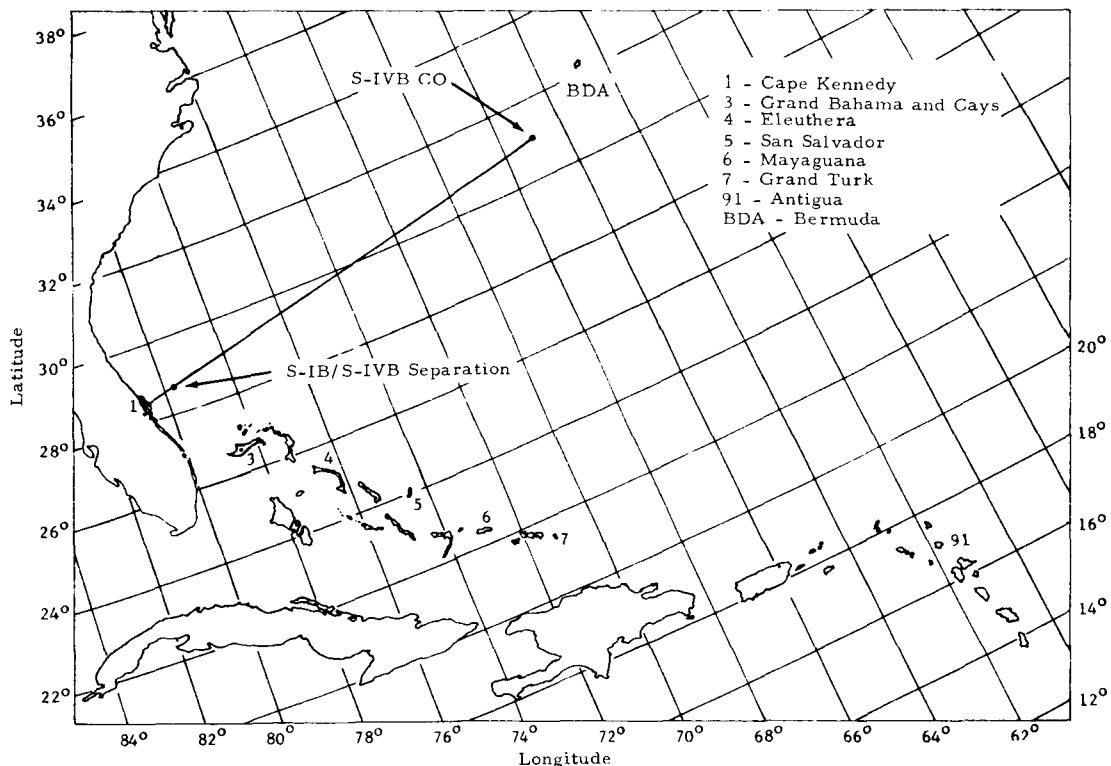 38°
36°
34°
32°
30°
28°
26°
24°
22°
Latitude
S-IVB CO
BDA
1 - Cape Kennedy
3 - Grand Bahama and Cays
4 - Eleuthera
5 - San Salvador
6 - Mayaguana
7 - Grand Turk
91 - Antigua
BDA - Bermuda
S-IB/S-IVB Separation
1
3
4
5
6
7
91
20°
18°
16°
14°
12°
84° 82° 80° 78° 76° 74° 72° 70° 68° 66° 64° 62°
Longitude